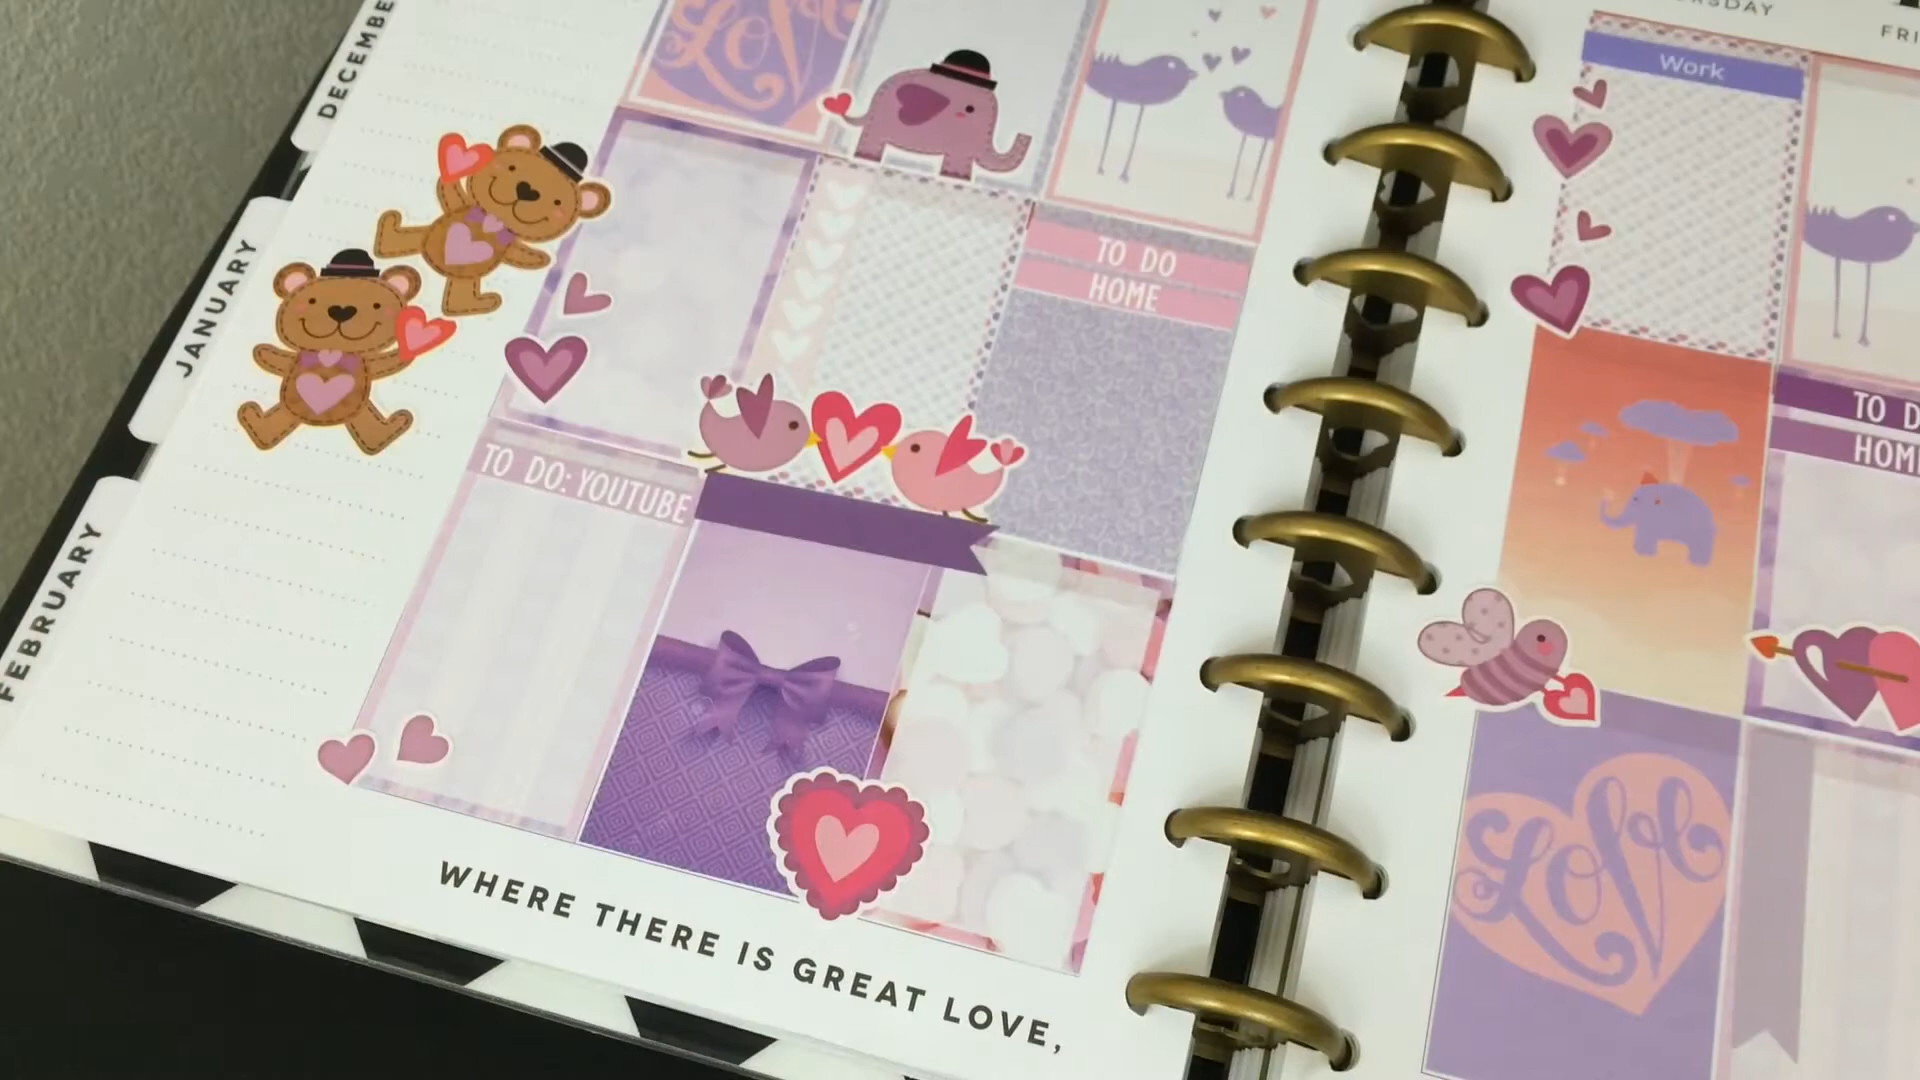 DECEMBE
JANUARY
FEBRUARY
Love
TO DO
HOME
TO DO: YOUTUBE
WHERE THERE IS GREAT LOVE,
RSDAY
FRI
Work
TO D
HOM
Love